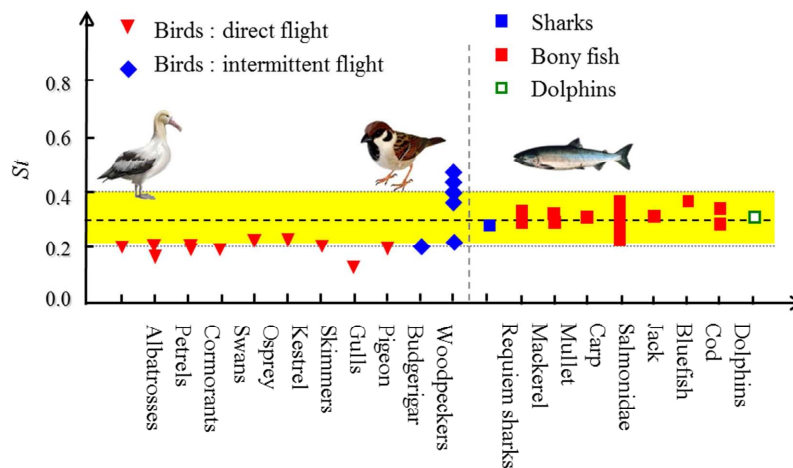 Birds : direct flight
Birds : intermittent flight
Sharks
Bony fish
Dolphins
St
0.8
0.6
0.4
0.2
0.0
Albatrosses
Petrels
Cormorants
Swans
Osprey
Kestrel
Skimmers
Gulls
Pigeon
Budgerigar
Woodpeckers
Requiem sharks
Mackerel
Mullet
Carp
Salmonidae
Jack
Bluefish
Cod
Dolphins